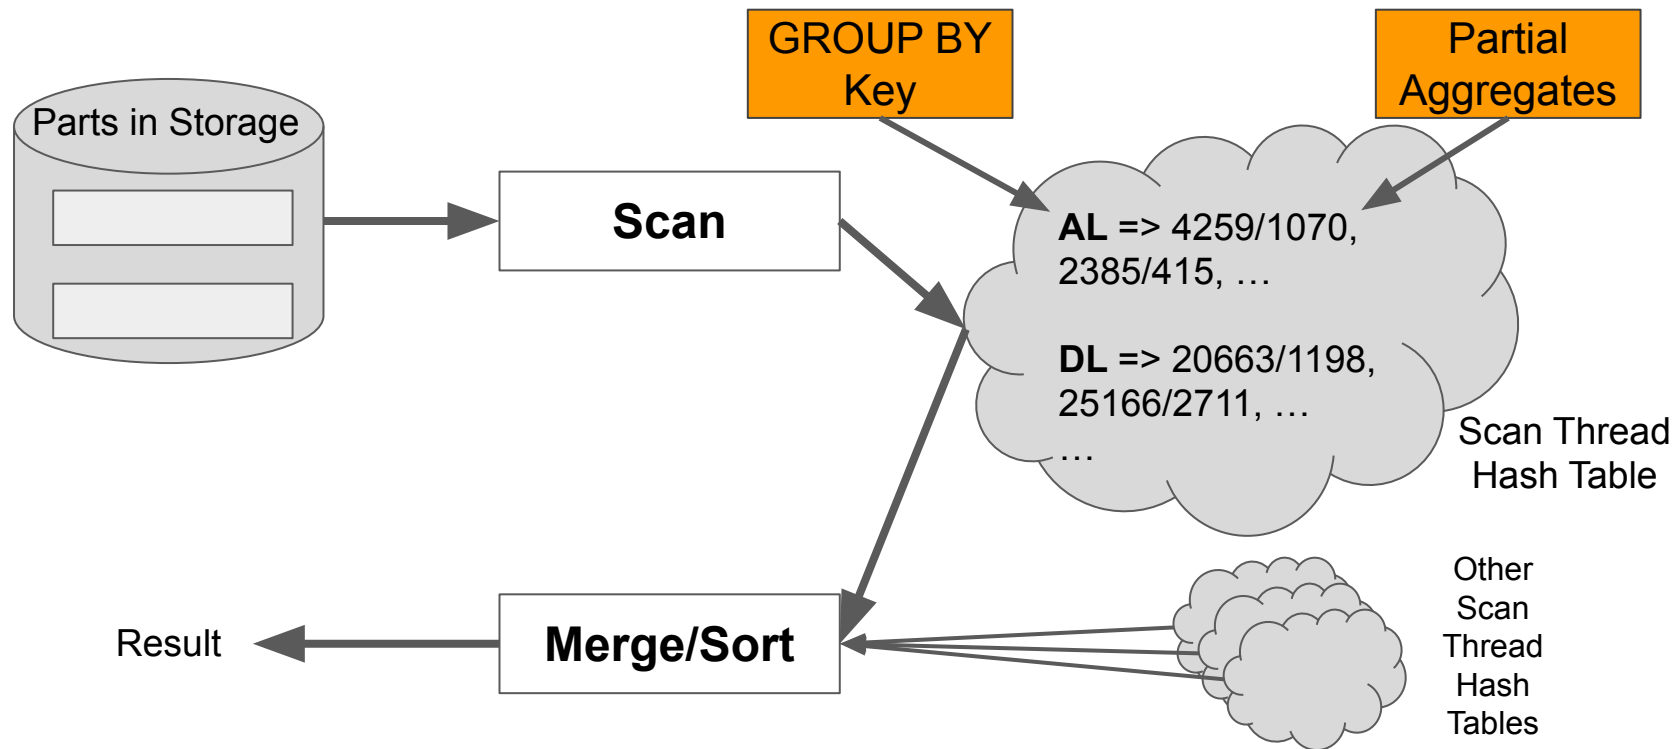 GROUP BY
Key
Partial
Aggregates
Parts in Storage
Scan
AL => 4259/1070,
2385/415, …
DL => 20663/1198,
25166/2711, …
…
Scan Thread
Hash Table
Other
Scan
Thread
Hash
Tables
Merge/Sort
Result